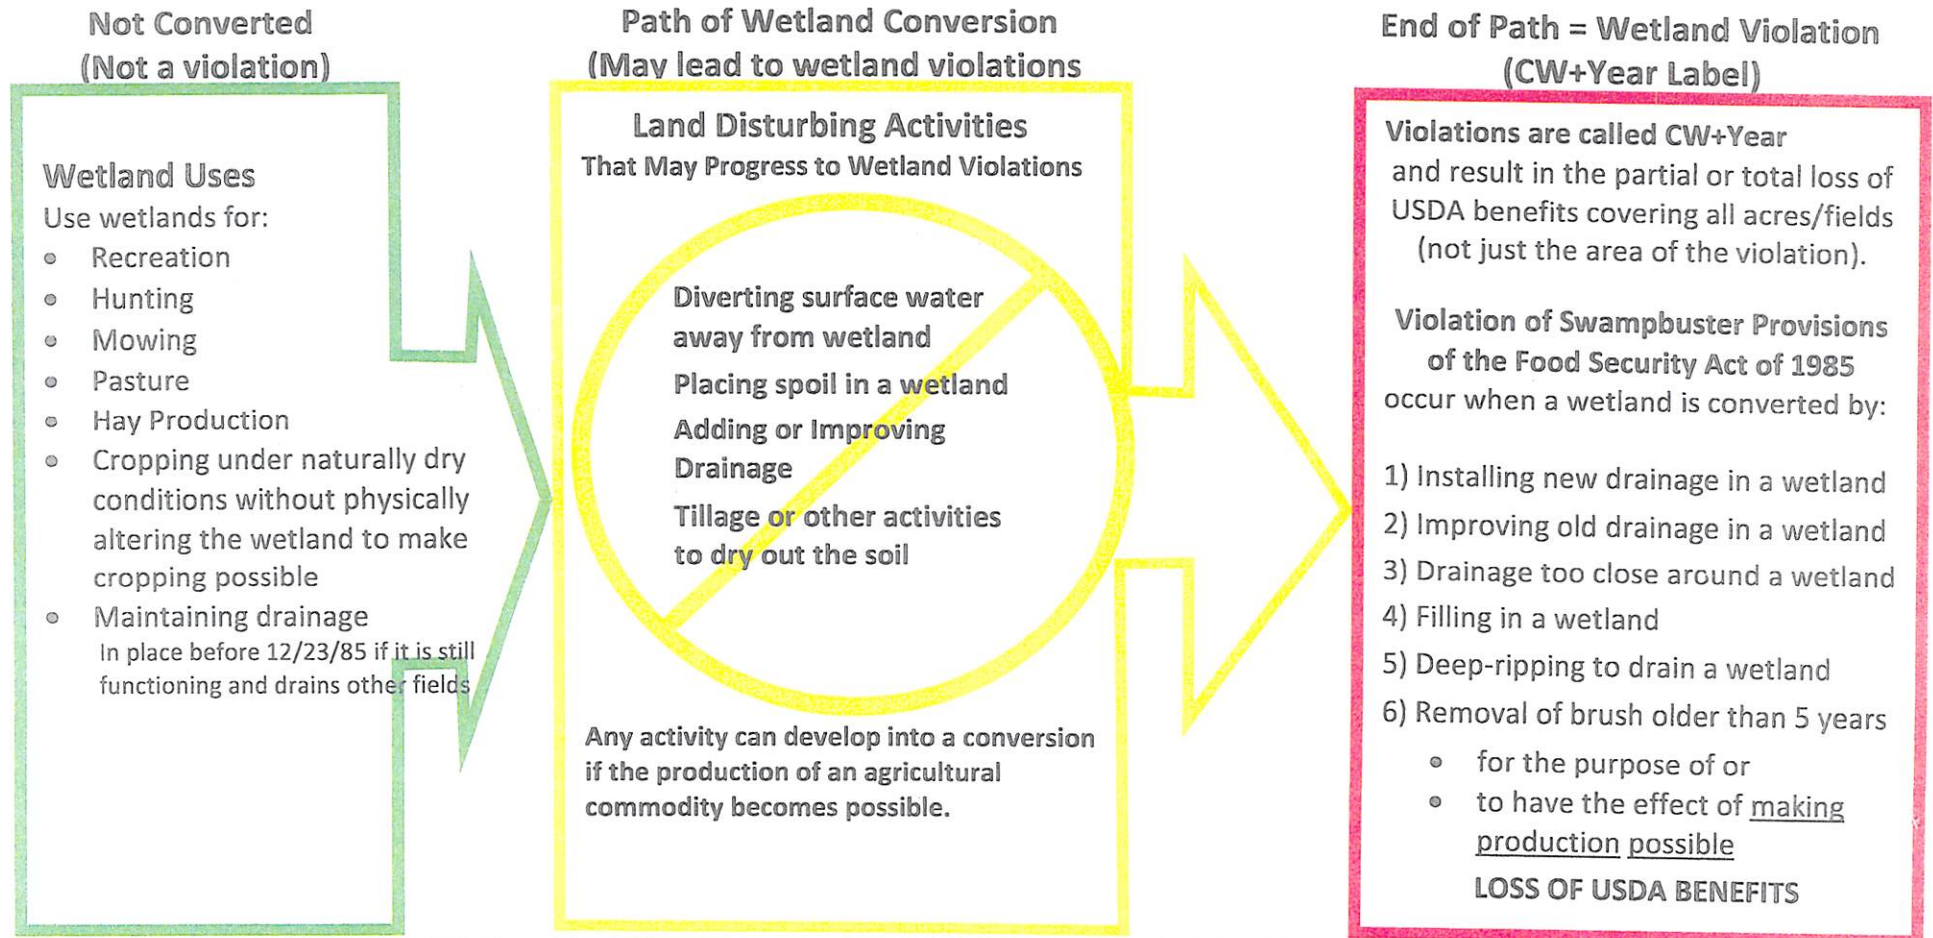 Not Converted
(Not a violation)
Wetland Uses
Use wetlands for:
• Recreation
• Hunting
• Mowing
• Pasture
• Hay Production
• Cropping under naturally dry
conditions without physically
altering the wetland to make
cropping possible
• Maintaining drainage
In place before 12/23/85 if it is still
functioning and drains other fields
Path of Wetland Conversion
(May lead to wetland violations
Land Disturbing Activities
That May Progress to Wetland Violations
Diverting surface water
away from wetland
Placing spoil in a wetland
Adding or Improving
Drainage
Tillage or other activities
to dry out the soil
Any activity can develop into a conversion
if the production of an agricultural
commodity becomes possible.
End of Path = Wetland Violation
(CW+Year Label)
Violations are called CW+Year
and result in the partial or total loss of
USDA benefits covering all acres/fields
(not just the area of the violation).
Violation of Swampbuster Provisions
of the Food Security Act of 1985
occur when a wetland is converted by:
1) Installing new drainage in a wetland
2) Improving old drainage in a wetland
3) Drainage too close around a wetland
4) Filling in a wetland
5) Deep-ripping to drain a wetland
6) Removal of brush older than 5 years
• for the purpose of or
• to have the effect of making
production possible
LOSS OF USDA BENEFITS